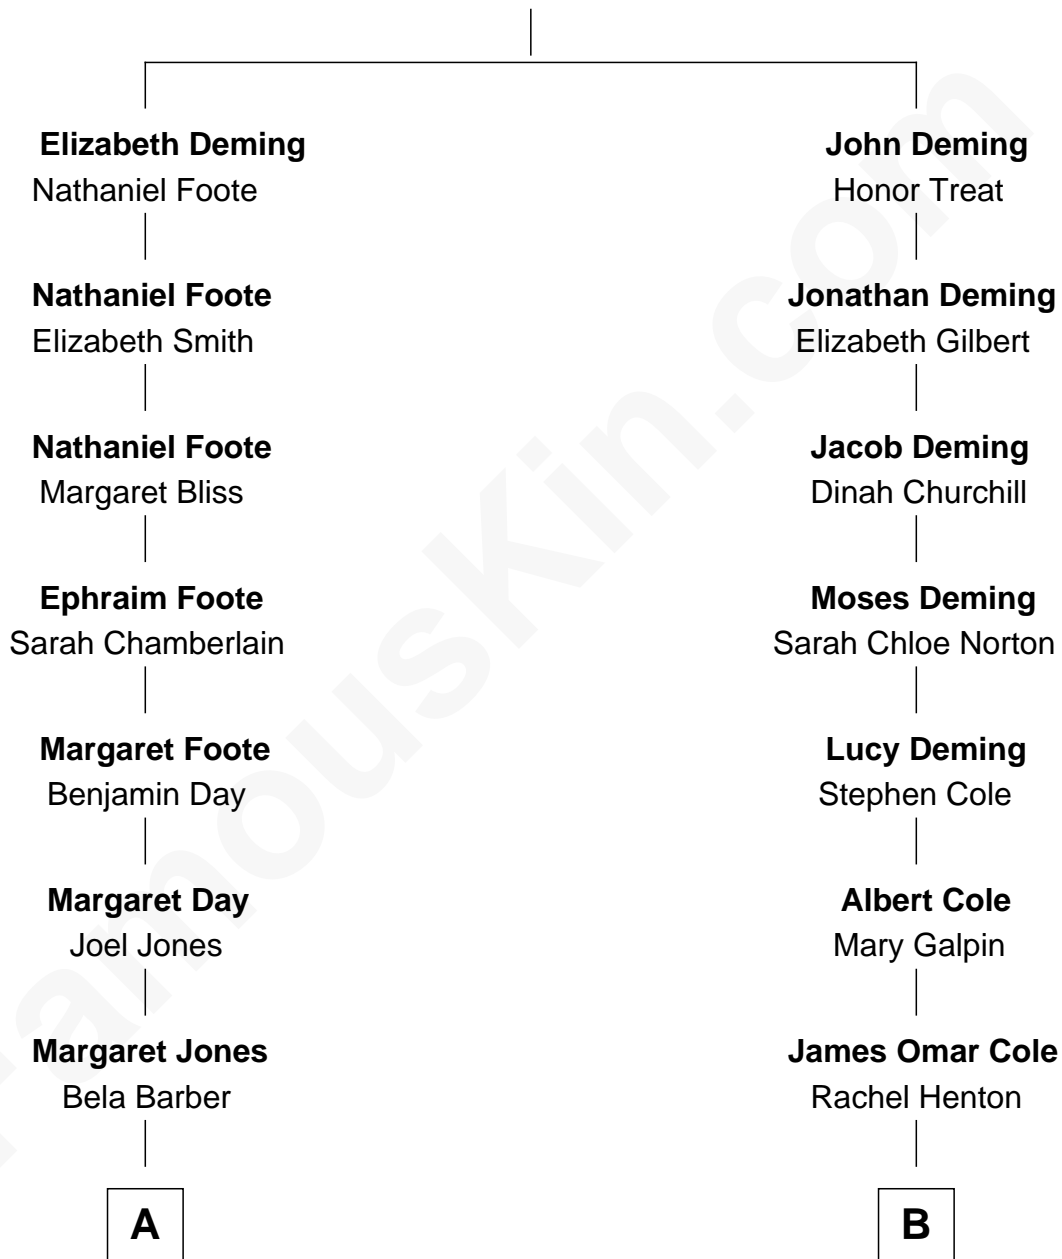 Elizabeth Deming
Nathaniel Foote
Nathaniel Foote
Elizabeth Smith
Nathaniel Foote
Margaret Bliss
Ephraim Foote
Sarah Chamberlain
Margaret Foote
Benjamin Day
Margaret Day
Joel Jones
Margaret Jones
Bela Barber
A
John Deming
Honor Treat
Jonathan Deming
Elizabeth Gilbert
Jacob Deming
Dinah Churchill
Moses Deming
Sarah Chloe Norton
Lucy Deming
Stephen Cole
Albert Cole
Mary Galpin
James Omar Cole
Rachel Henton
B
FamousKin.com